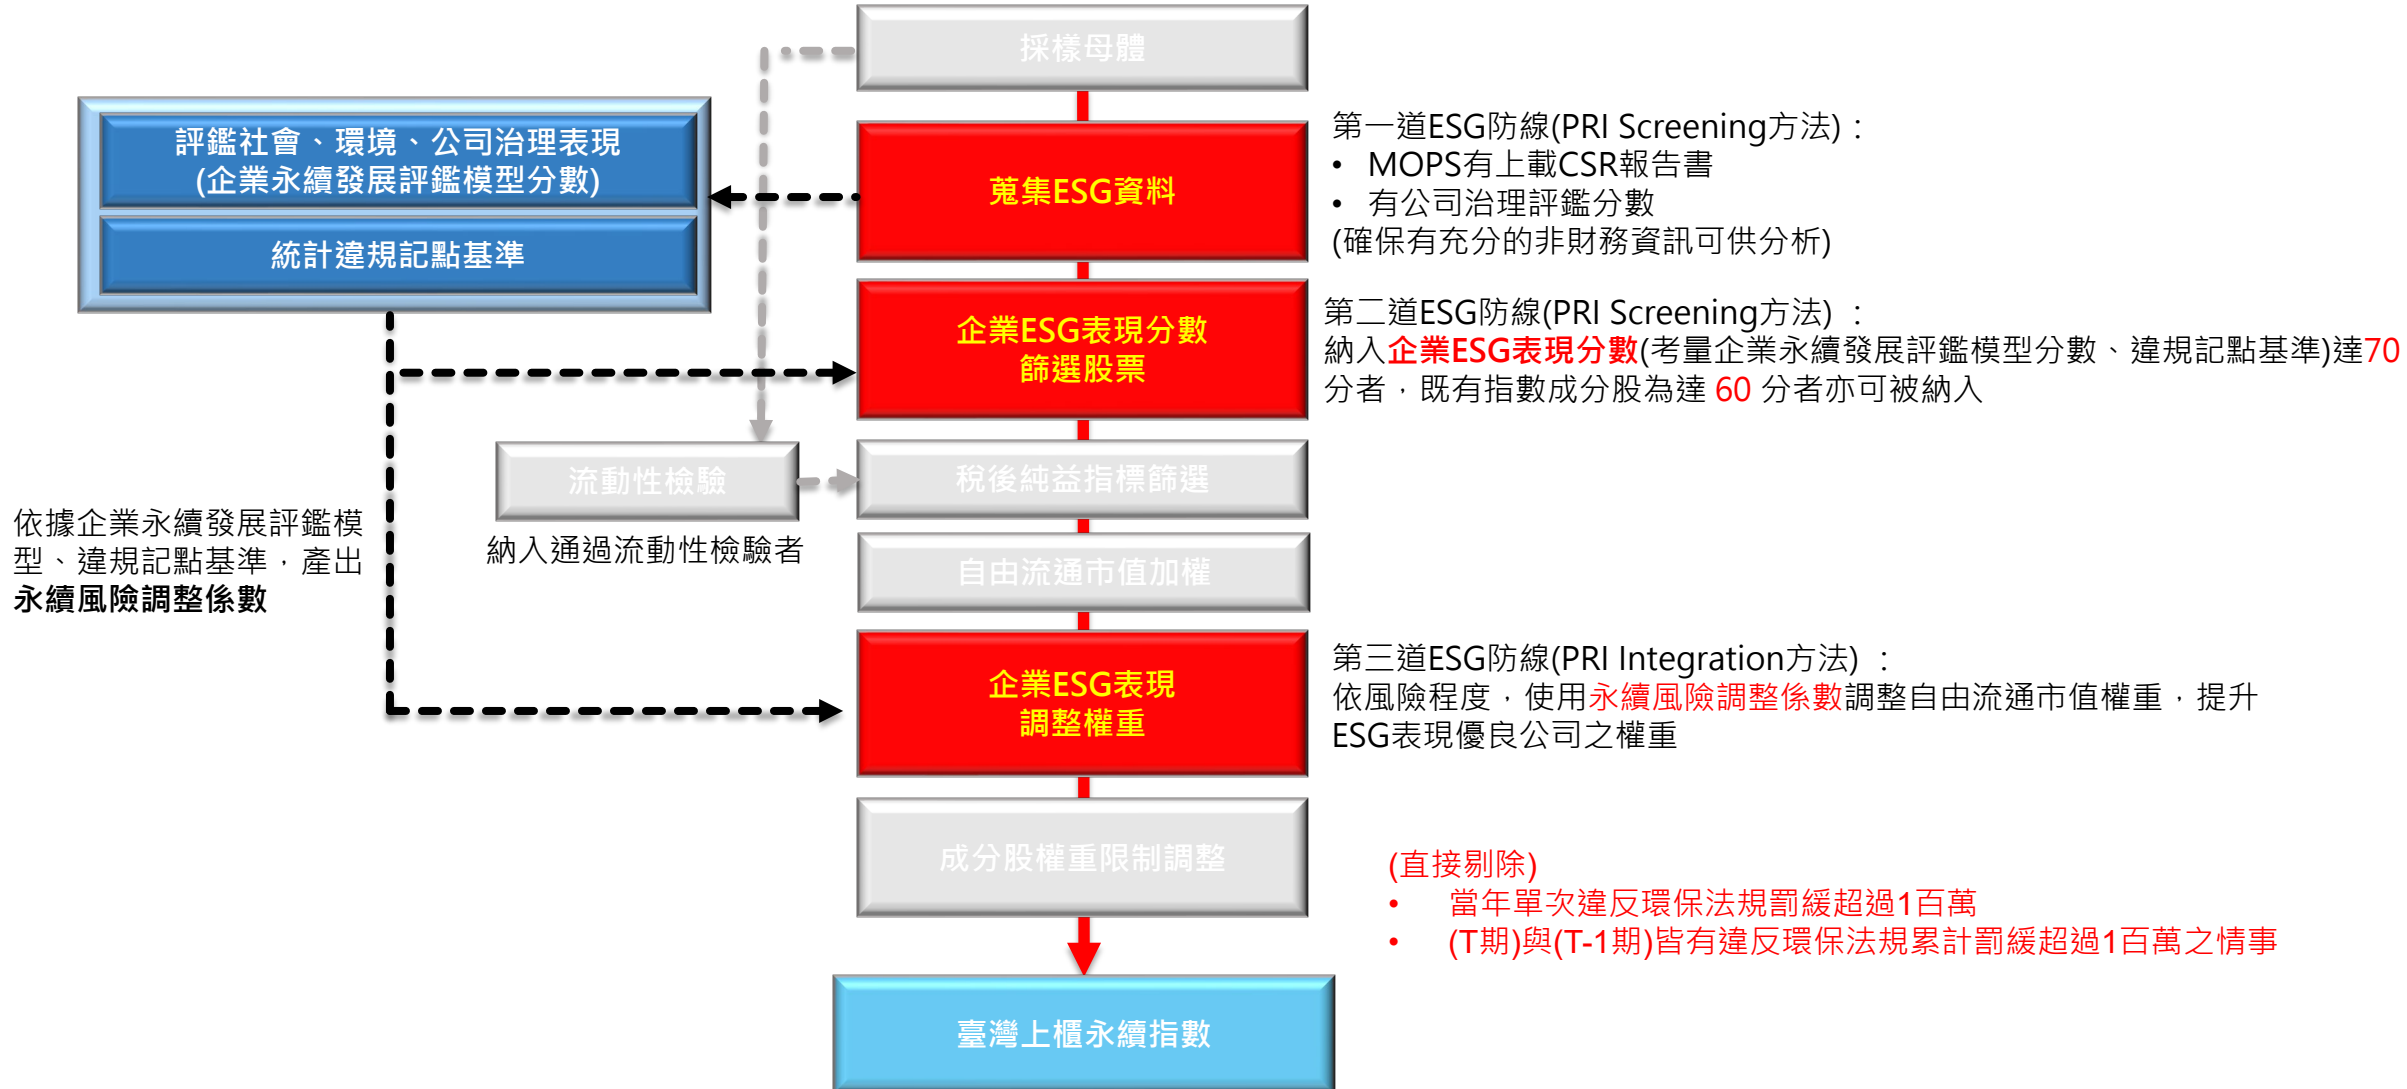 採樣母體
評鑑社會、環境、公司治理表現
(企業永續發展評鑑模型分數)
統計違規記點基準
蒐集ESG資料
第一道ESG防線(PRI Screening方法)：
• MOPS有上載CSR報告書
• 有公司治理評鑑分數
(確保有充分的非財務資訊可供分析)
企業ESG表現分數
篩選股票
第二道ESG防線(PRI Screening方法) ：
納入企業ESG表現分數(考量企業永續發展評鑑模型分數、違規記點基準)達70
分者，既有指數成分股為達 60 分者亦可被納入
流動性檢驗
納入通過流動性檢驗者
稅後純益指標篩選
依據企業永續發展評鑑模
型、違規記點基準，產出
永續風險調整係數
自由流通市值加權
企業ESG表現
調整權重
第三道ESG防線(PRI Integration方法) ：
依風險程度，使用永續風險調整係數調整自由流通市值權重，提升
ESG表現優良公司之權重
成分股權重限制調整
(直接剔除)
• 當年單次違反環保法規罰緩超過1百萬
• (T期)與(T-1期)皆有違反環保法規累計罰緩超過1百萬之情事
臺灣上櫃永續指數